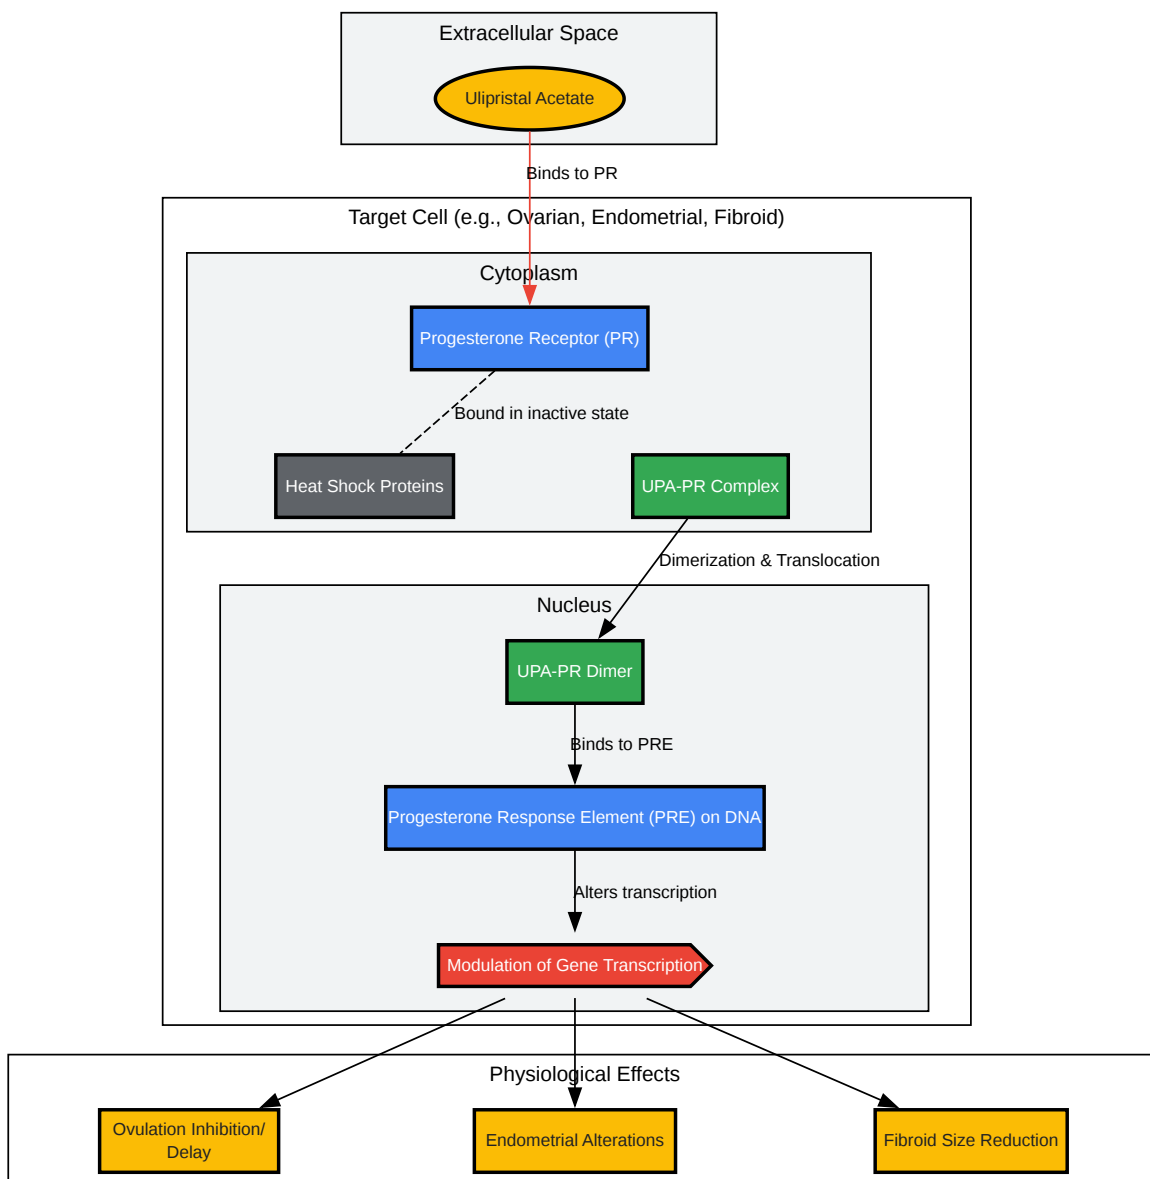 Extracellular Space
Ulipristal Acetate
Binds to PR
Target Cell (e.g., Ovarian, Endometrial, Fibroid)
Cytoplasm
Progesterone Receptor (PR)
Bound in inactive state
Heat Shock Proteins
UPA-PR Complex
Dimerization & Translocation
Nucleus
UPA-PR Dimer
Binds to PRE
Progesterone Response Element (PRE) on DNA
Alters transcription
Modulation of Gene Transcription
Physiological Effects
Ovulation Inhibition/
Delay
Endometrial Alterations
Fibroid Size Reduction